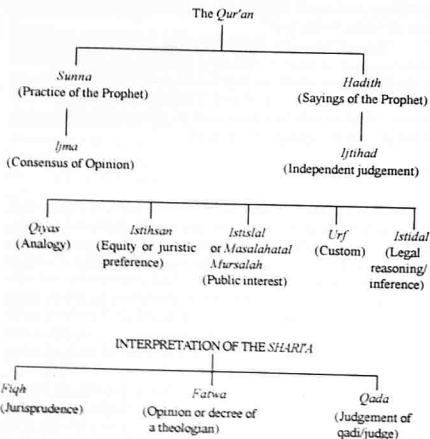 The Qur'an
Sunna
(Practice of the Prophet)
Hadith
(Sayings of the Prophet)
Ijma
(Consensus of Opinion)
Ijtihad
(Independent judgement)
Qiyas
(Analogy)
Istihsan
(Equity or juristic
preference)
Istislal
or Masalahatal
Mursalah
(Public interest)
Urf
(Custom)
Istidal
(Legal
reasoning/
inference)
INTERPRETATION OF THE SHARI'A
Fiqh
(Jurisprudence)
Fatwa
(Opinion or decree of
a theologian)
Qada
(Judgement of
qadi/judge)